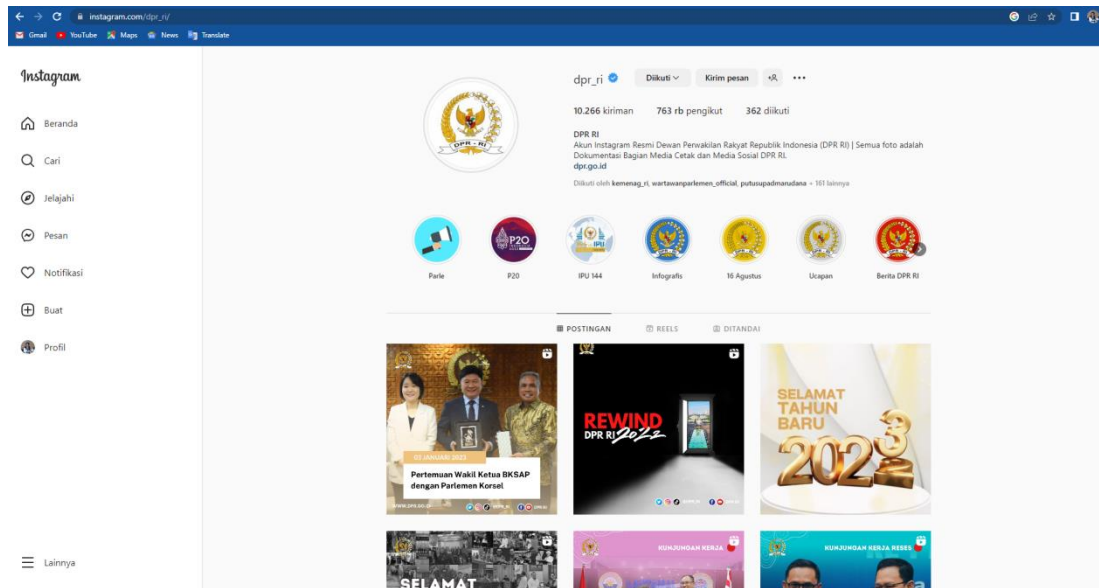 instagram.com/dpr_ri/
Gmail YouTube Maps News Translate
Instagram
Beranda
Cari
Jelajahi
Pesan
Notifikasi
Buat
Profil
Lainnya
dpr_ri Diikuti Kirim pesan
10.266 kiriman 763 rb pengikut 362 diikuti
DPR RI
Akun Instagram Resmi Dewan Perwakilan Rakyat Republik Indonesia (DPR RI) | Semua foto adalah
Dokumentasi Bagian Media Cetak dan Media Sosial DPR RI.
dpr.go.id
Diikuti oleh kemenag_ri, wartawanparlemen_official, putusupadmanadana + 161 lainnya
DPR - RI
P20
IPU
Parle P20 IPU 144 Infografis 16 Agustus Ucapan Berita DPR RI
POSTINGAN REELS DITANDAI
03 JANUARI 2023
Pertemuan Wakil Ketua BKSAP
dengan Parlemen Korsel
REWIND
DPR RI 2022
SELAMAT
TAHUN
BARU
2023
SELAMAT
KUNJUNGAN KERJA
KUNJUNGAN KERJA RESES